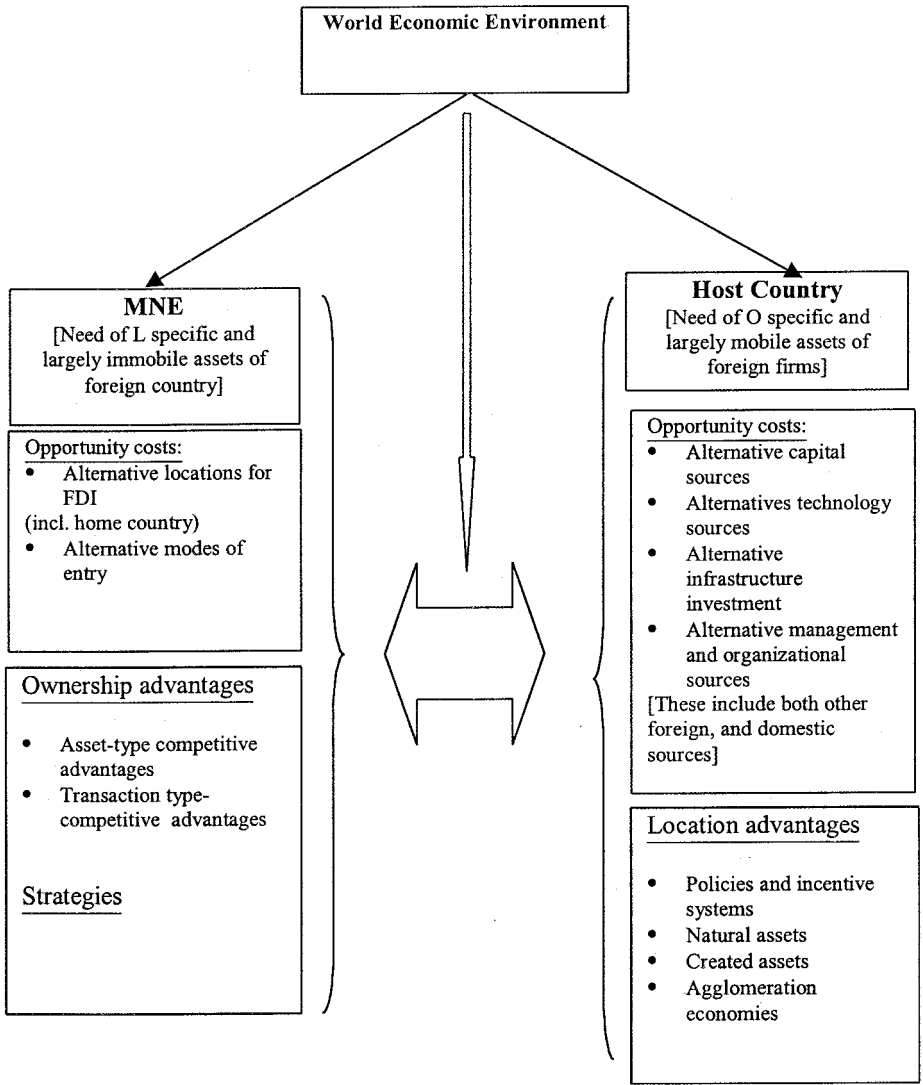 World Economic Environment
MNE
[Need of L specific and
largely immobile assets of
foreign country]
Opportunity costs:
• Alternative locations for
FDI
(incl. home country)
• Alternative modes of
entry
Ownership advantages
• Asset-type competitive
advantages
• Transaction type-
competitive advantages
Strategies
Host Country
[Need of O specific and
largely mobile assets of
foreign firms]
Opportunity costs:
• Alternative capital
sources
• Alternatives technology
sources
• Alternative
infrastructure
investment
• Alternative management
and organizational
sources
[These include both other
foreign, and domestic
sources]
Location advantages
• Policies and incentive
systems
• Natural assets
• Created assets
• Agglomeration
economies